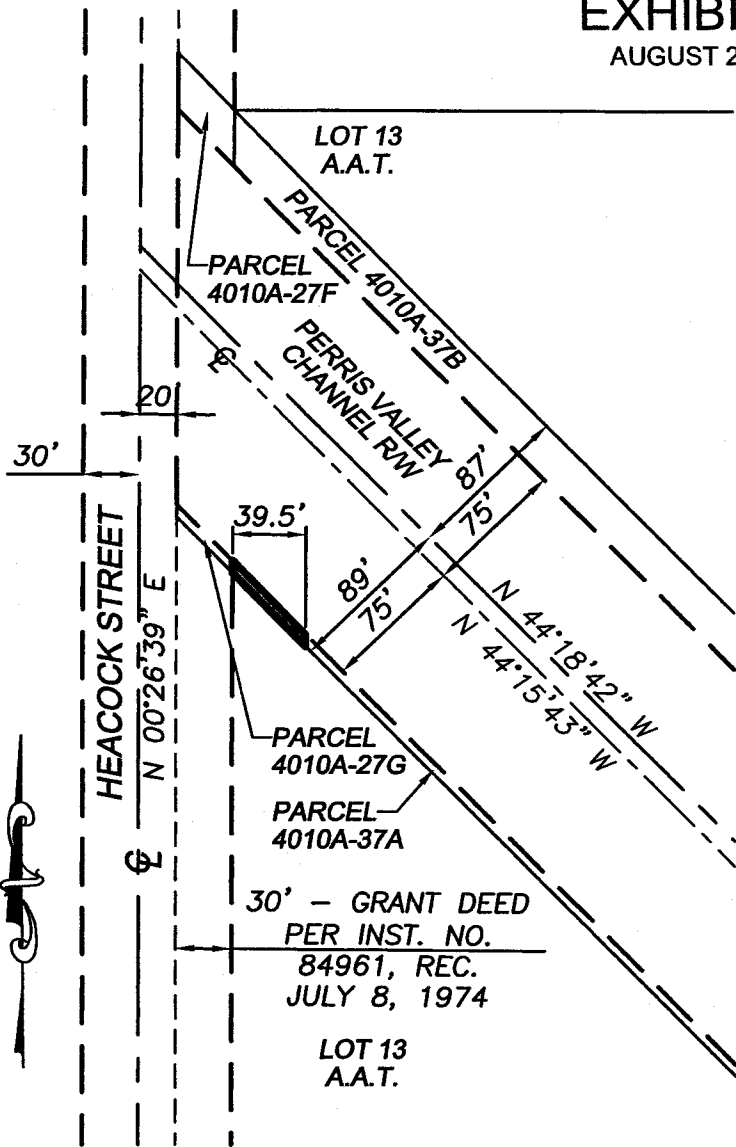 EXHIBI
AUGUST 2
LOT 13
A.A.T.
PARCEL 4010A-37B
PARCEL
4010A-27F
PERRIS VALLEY
CHANNEL R/W
℄
20
30'
39.5'
87'
75'
89'
75'
HEACOCK STREET
N 00°26'39" E
℄
N 44°18'42" W
N 44°15'43" W
PARCEL
4010A-27G
PARCEL
4010A-37A
30' - GRANT DEED
PER INST. NO.
84961, REC.
JULY 8, 1974
LOT 13
A.A.T.